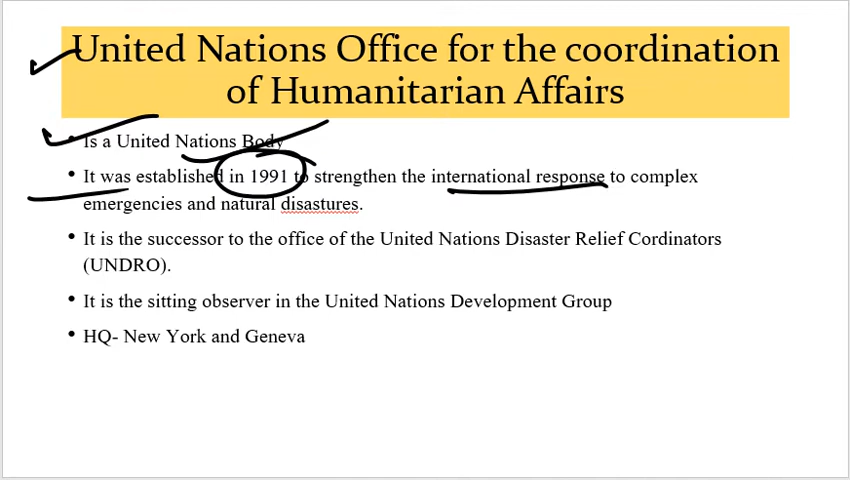 United Nations Office for the coordination
of Humanitarian Affairs
• Is a United Nations Body
• It was established in 1991 to strengthen the international response to complex
emergencies and natural disastures.
• It is the successor to the office of the United Nations Disaster Relief Cordinators
(UNDRO).
• It is the sitting observer in the United Nations Development Group
• HQ- New York and Geneva